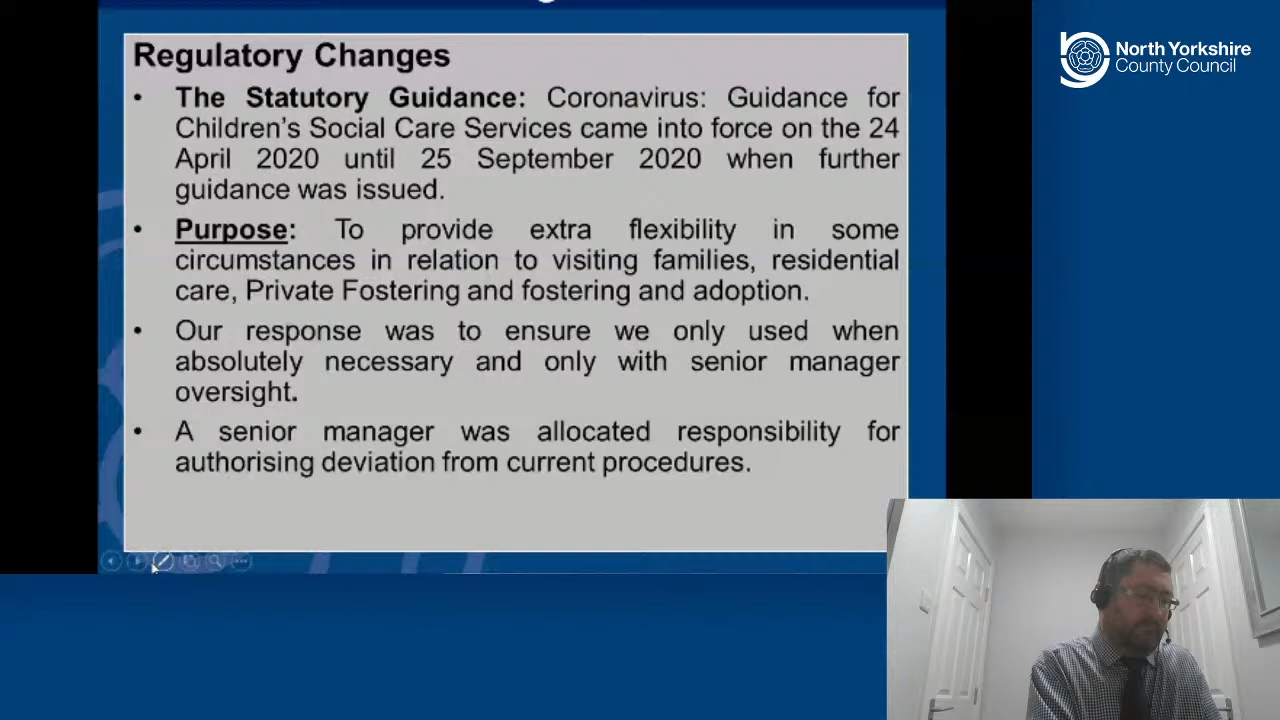 North Yorkshire
County Council
Regulatory Changes
• The Statutory Guidance: Coronavirus: Guidance for
Children's Social Care Services came into force on the 24
April 2020 until 25 September 2020 when further
guidance was issued.
• Purpose: To provide extra flexibility in some
circumstances in relation to visiting families, residential
care, Private Fostering and fostering and adoption.
• Our response was to ensure we only used when
absolutely necessary and only with senior manager
oversight.
• A senior manager was allocated responsibility for
authorising deviation from current procedures.